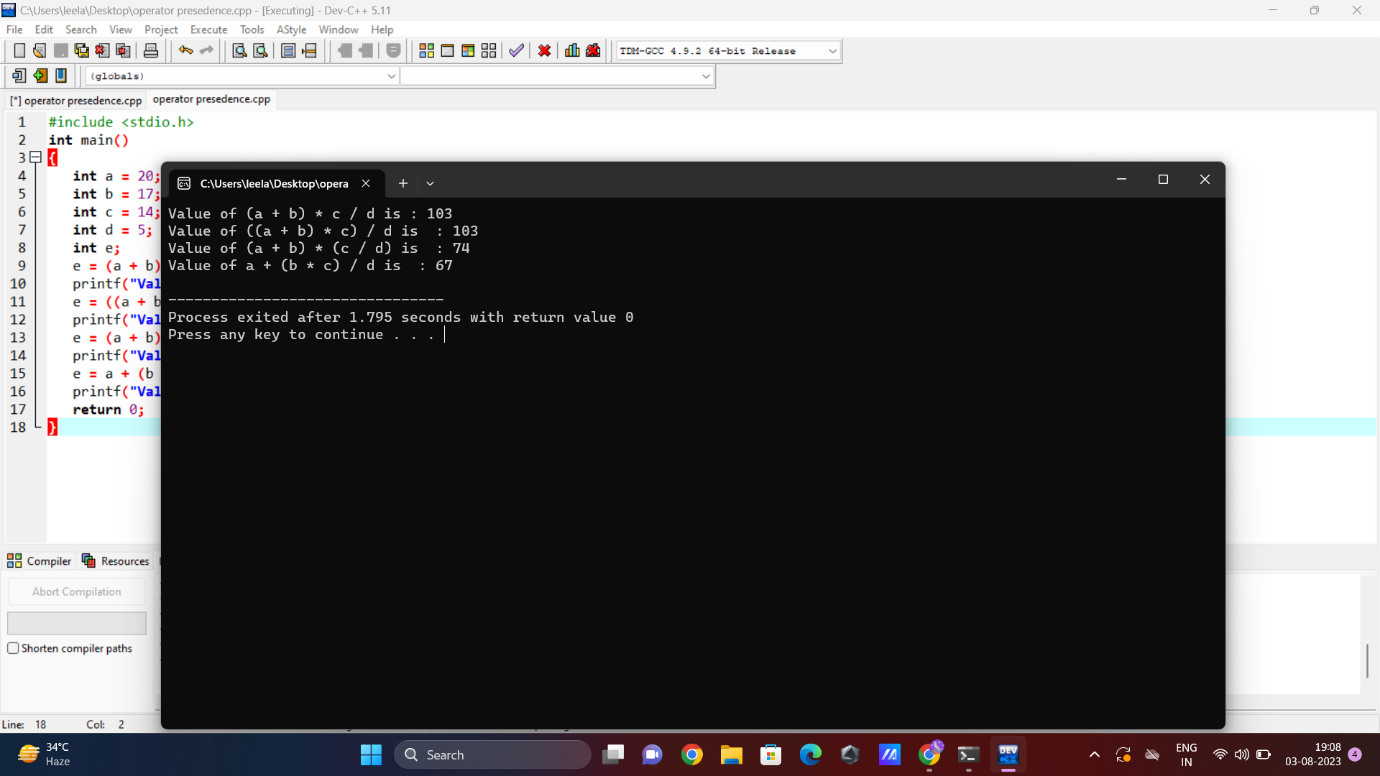 C:\Users\leela\Desktop\operator presedence.cpp - [Executing] - Dev-C++ 5.11
File Edit Search View Project Execute Tools AStyle Window Help
TDM-GCC 4.9.2 64-bit Release
(globals)
[*] operator presedence.cpp operator presedence.cpp
1 #include <stdio.h>
2 int main()
3 {
4 int a = 20;
5 int b = 17;
6 int c = 14;
7 int d = 5;
8 int e;
9 e = (a + b)
10 printf("Val
11 e = ((a + b
12 printf("Val
13 e = (a + b)
14 printf("Val
15 e = a + (b
16 printf("Val
17 return 0;
18 }
C:\Users\leela\Desktop\opera
Value of (a + b) * c / d is : 103
Value of ((a + b) * c) / d is  : 103
Value of (a + b) * (c / d) is  : 74
Value of a + (b * c) / d is  : 67
--------------------------------
Process exited after 1.795 seconds with return value 0
Press any key to continue . . .
Compiler Resources
Abort Compilation
Shorten compiler paths
Line: 18 Col: 2
34°C
Haze
Search
DEV
ENG
IN
19:08
03-08-2023
4